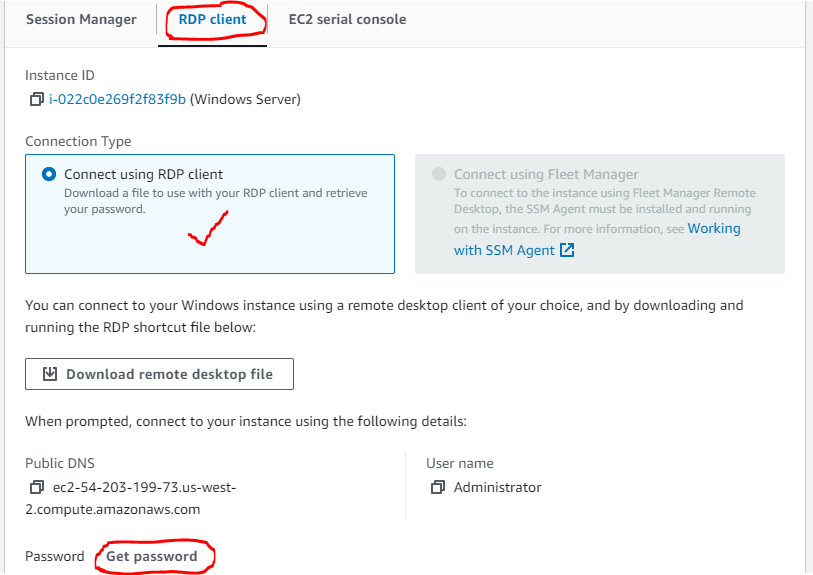 Session Manager RDP client EC2 serial console
Instance ID
i-022c0e269f2f83f9b (Windows Server)
Connection Type
Connect using RDP client
Download a file to use with your RDP client and retrieve
your password.
Connect using Fleet Manager
To connect to the instance using Fleet Manager Remote
Desktop, the SSM Agent must be installed and running
on the instance. For more information, see Working
with SSM Agent
You can connect to your Windows instance using a remote desktop client of your choice, and by downloading and
running the RDP shortcut file below:
Download remote desktop file
When prompted, connect to your instance using the following details:
Public DNS
ec2-54-203-199-73.us-west-
2.compute.amazonaws.com
User name
Administrator
Password Get password